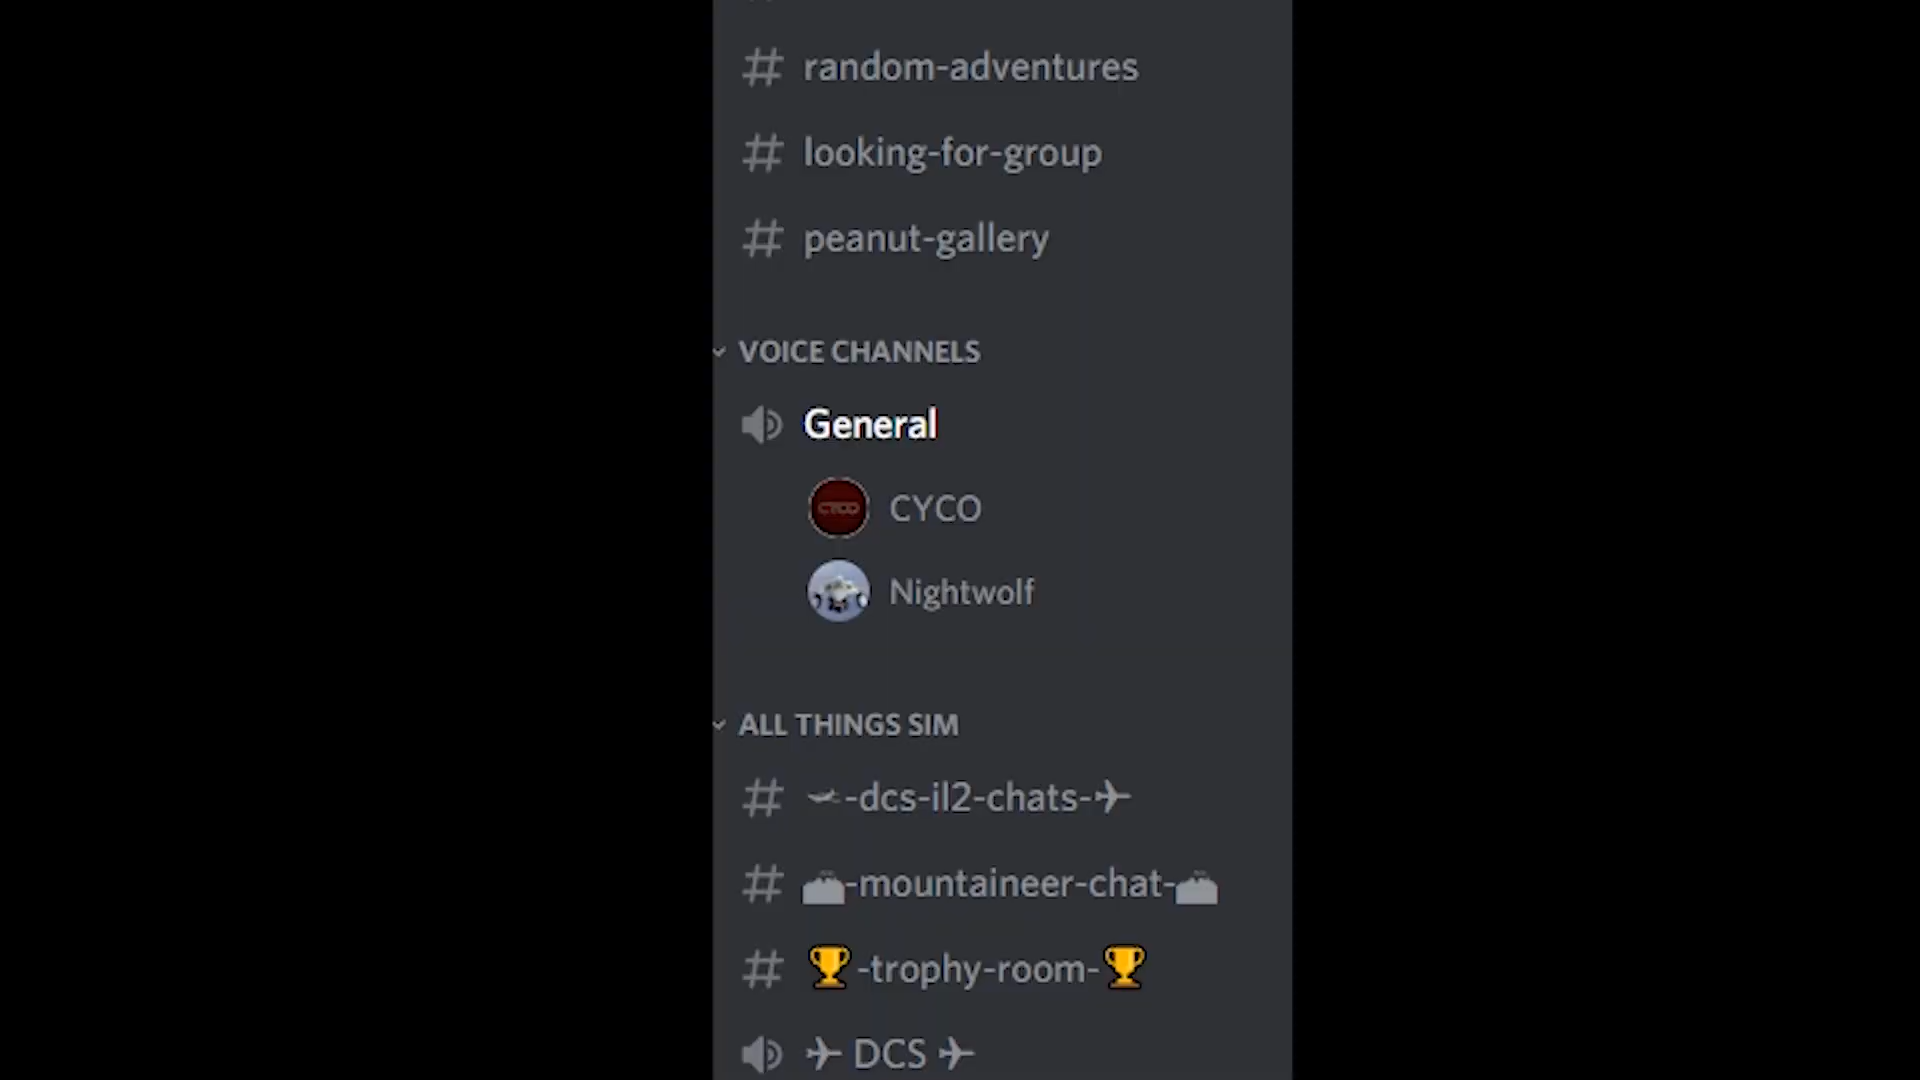 # random-adventures
# looking-for-group
# peanut-gallery
VOICE CHANNELS
General
CYCO CYCO
Nightwolf
ALL THINGS SIM
# 🛩-dcs-il2-chats-✈
# 🏔-mountaineer-chat-🏔
# 🏆-trophy-room-🏆
✈ DCS ✈